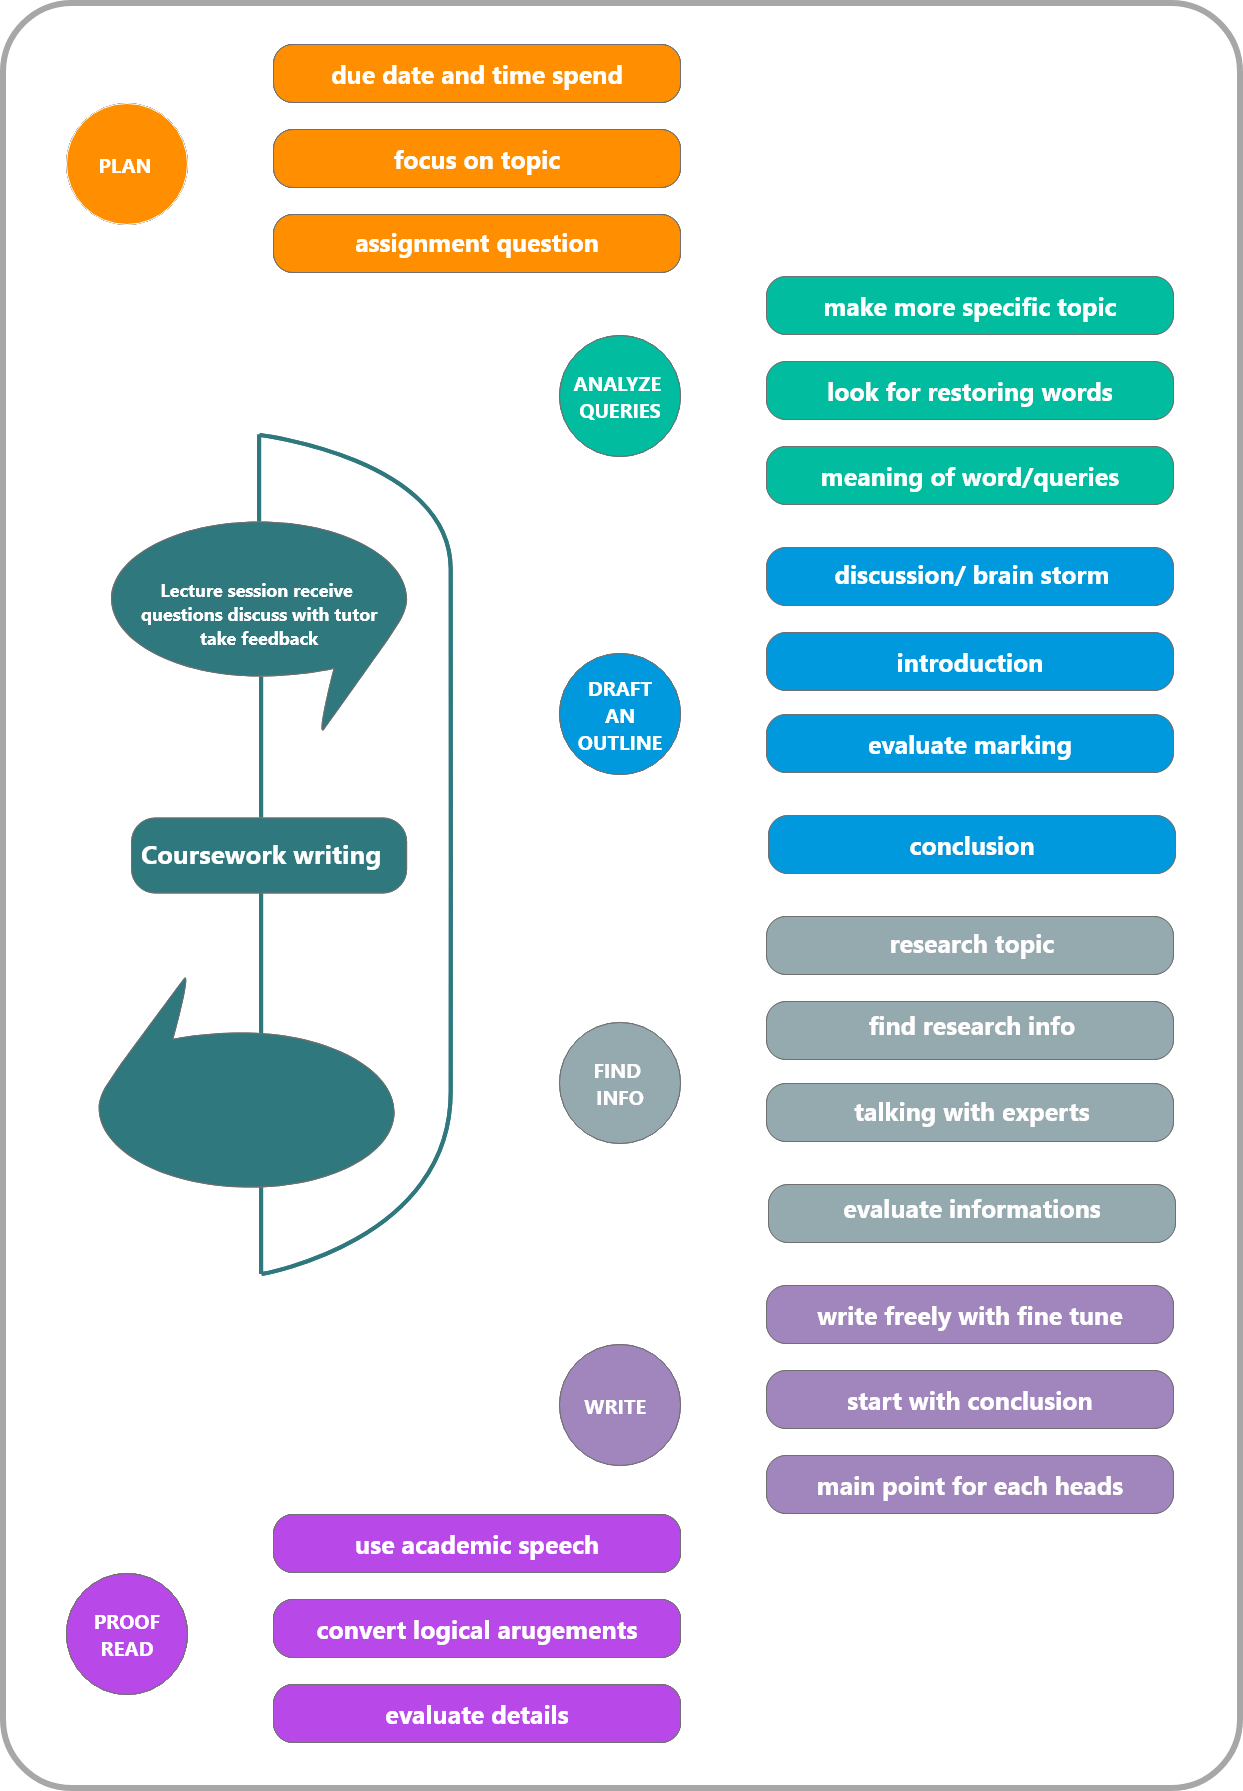 due date and time spend
PLAN
focus on topic
assignment question
make more specific topic
ANALYZE
QUERIES
look for restoring words
meaning of word/queries
Lecture session receive
questions discuss with tutor
take feedback
discussion/ brain storm
introduction
DRAFT
AN
OUTLINE
evaluate marking
conclusion
Coursework writing
research topic
find research info
FIND
INFO
talking with experts
evaluate informations
write freely with fine tune
WRITE
start with conclusion
main point for each heads
use academic speech
PROOF
READ
convert logical arugements
evaluate details